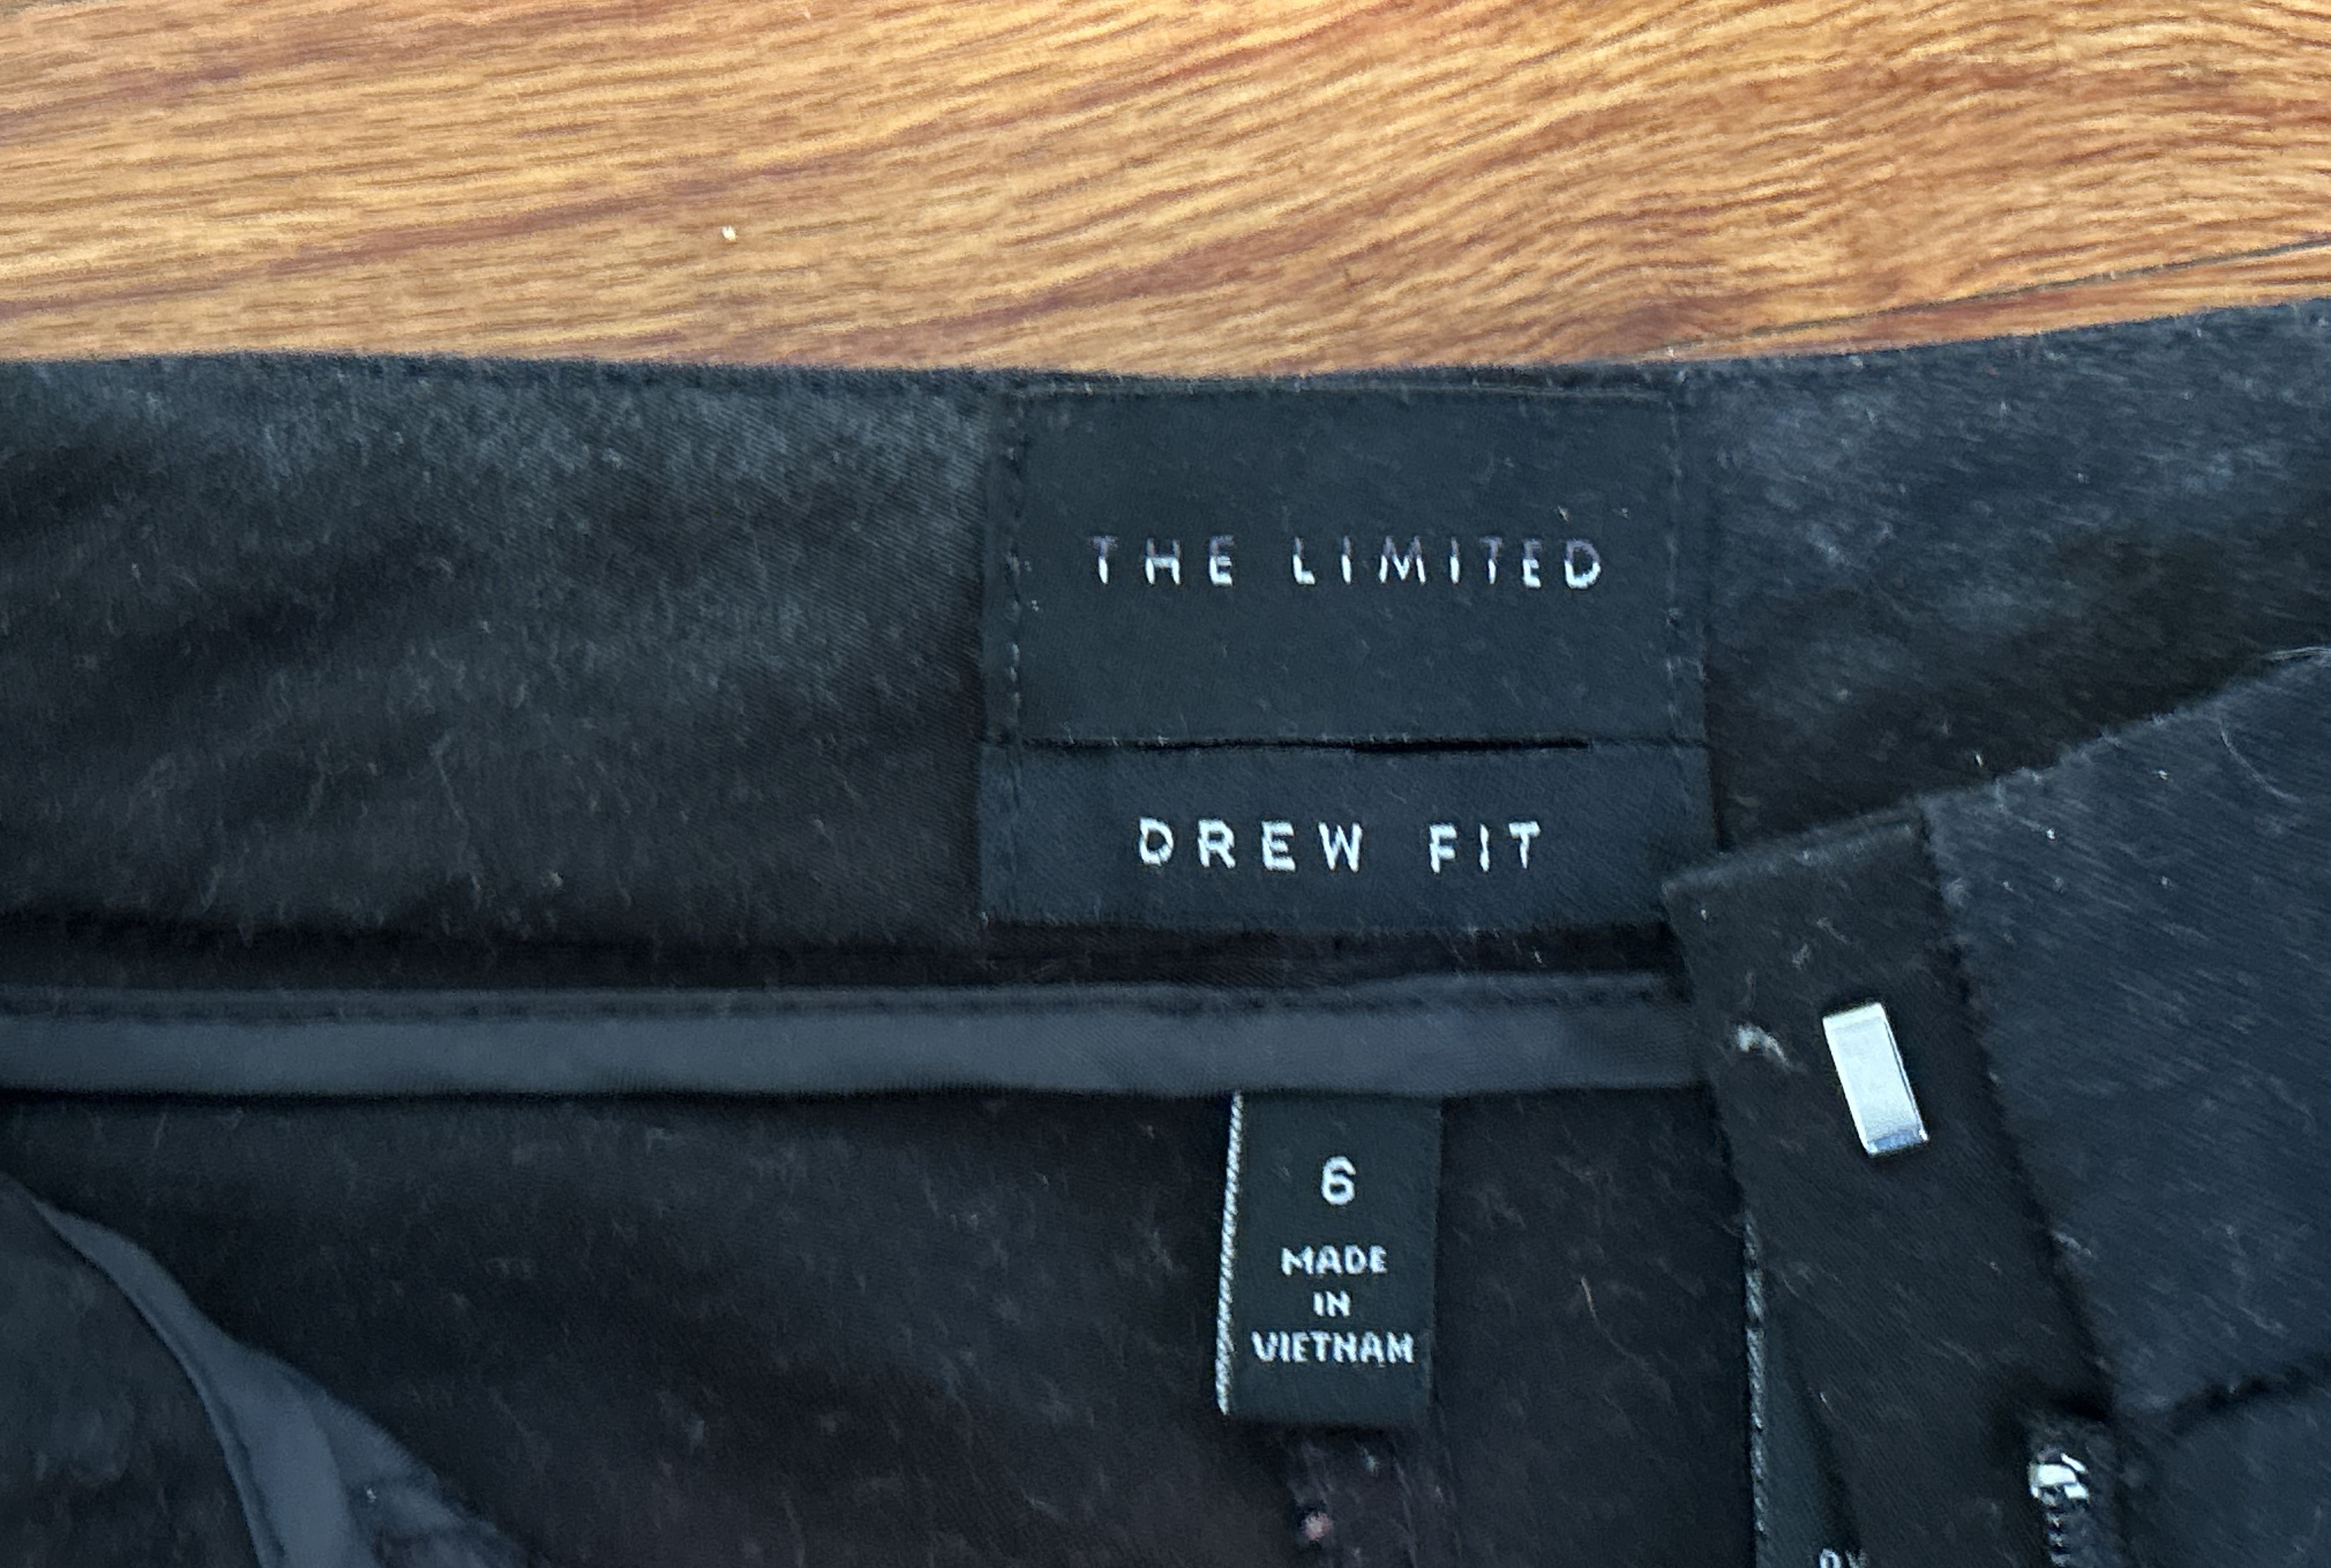 THE LIMITED
DREW FIT
6
MADE
IN
VIETNAM